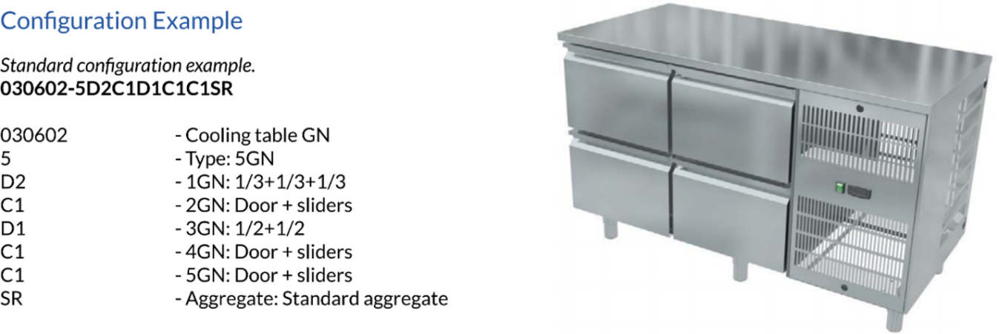 Configuration Example
Standard configuration example.
030602-5D2C1D1C1C1SR
030602 - Cooling table GN
5 - Type: 5GN
D2 - 1GN: 1/3+1/3+1/3
C1 - 2GN: Door + sliders
D1 - 3GN: 1/2+1/2
C1 - 4GN: Door + sliders
C1 - 5GN: Door + sliders
SR - Aggregate: Standard aggregate